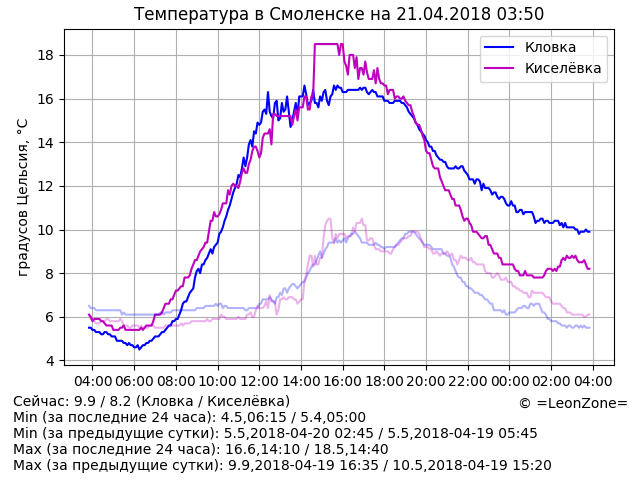 Температура в Смоленске на 21.04.2018 03:50
Кловка
Киселёвка
градусов Цельсия, °C
18
16
14
12
10
8
6
4
04:00 06:00 08:00 10:00 12:00 14:00 16:00 18:00 20:00 22:00 00:00 02:00 04:00
Сейчас: 9.9 / 8.2 (Кловка / Киселёвка)
© =LeonZone=
Min (за последние 24 часа): 4.5,06:15 / 5.4,05:00
Min (за предыдущие сутки): 5.5,2018-04-20 02:45 / 5.5,2018-04-19 05:45
Max (за последние 24 часа): 16.6,14:10 / 18.5,14:40
Max (за предыдущие сутки): 9.9,2018-04-19 16:35 / 10.5,2018-04-19 15:20